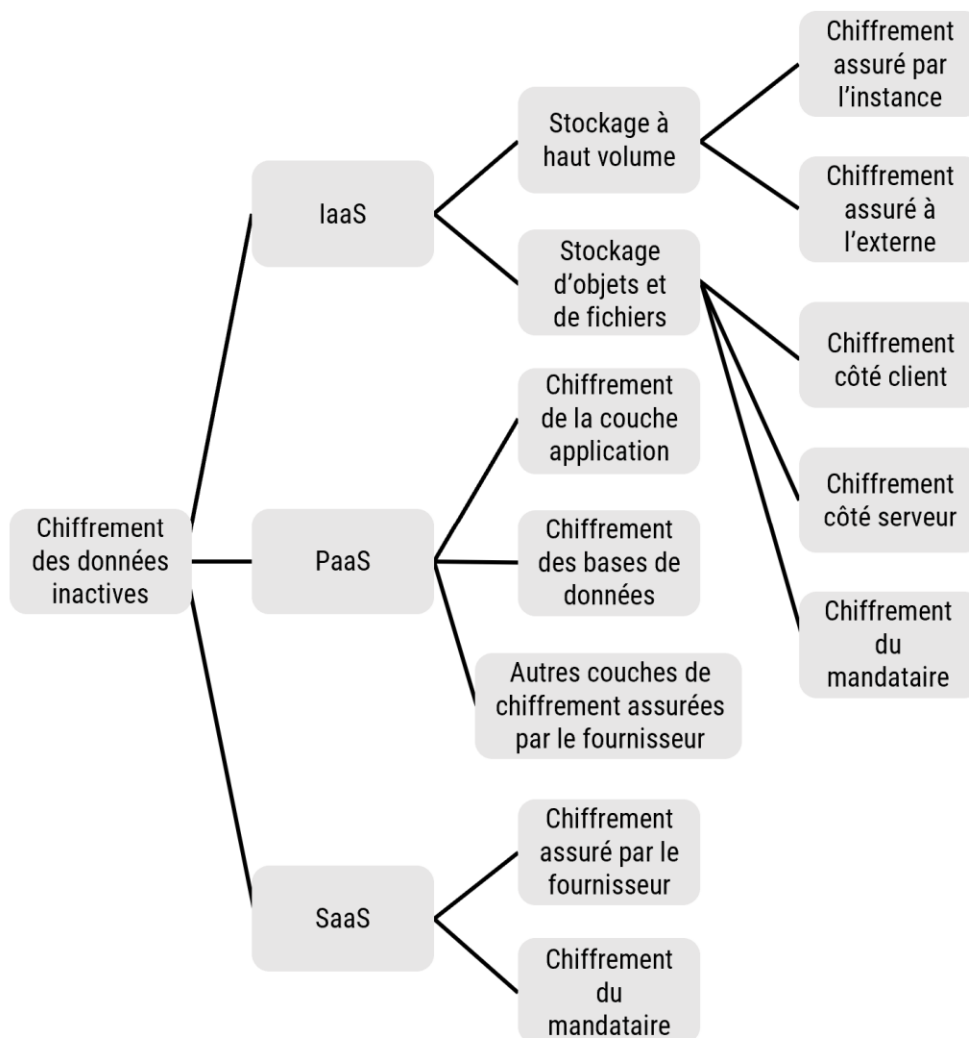 Chiffrement
des données
inactives
IaaS
Stockage à
haut volume
Chiffrement
assuré par
l’instance
Chiffrement
assuré à
l’externe
Stockage
d’objets et
de fichiers
Chiffrement
côté client
Chiffrement
côté serveur
Chiffrement
du
mandataire
PaaS
Chiffrement
de la couche
application
Chiffrement
des bases de
données
Autres couches de
chiffrement assurées
par le fournisseur
SaaS
Chiffrement
assuré par le
fournisseur
Chiffrement
du
mandataire